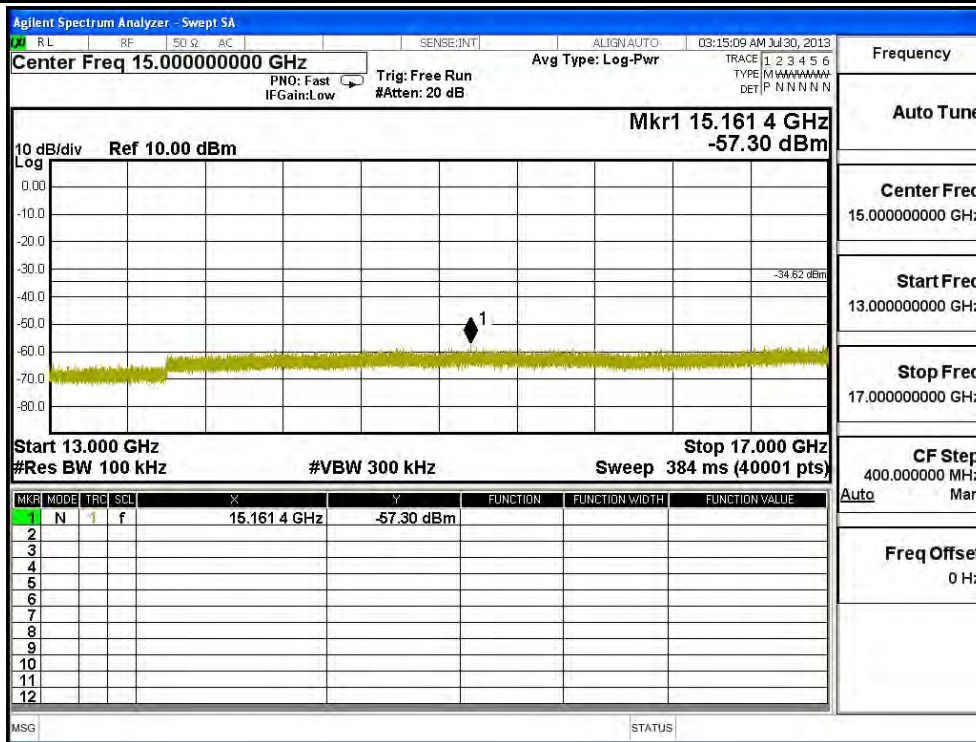 Agilent Spectrum Analyzer - Swept SA
RL RF 50 Ω AC SENSE:INT ALIGN AUTO 03:15:09 AM Jul 30, 2013
Center Freq 15.000000000 GHz Avg Type: Log-Pwr TRACE 1 2 3 4 5 6
PNO: Fast Trig: Free Run TYPE M WWWWW
IFGain:Low #Atten: 20 dB DET P N N N N N
Mkr1 15.161 4 GHz
10 dB/div Ref 10.00 dBm -57.30 dBm
Log
0.00
-10.0
-20.0
-30.0
-34.62 dBm
-40.0
-50.0
1
-60.0
-70.0
-80.0
Start 13.000 GHz Stop 17.000 GHz
#Res BW 100 kHz #VBW 300 kHz Sweep 384 ms (40001 pts)
MKR MODE TRC SCL X Y FUNCTION FUNCTION WIDTH FUNCTION VALUE
1 N 1 f 15.161 4 GHz -57.30 dBm
2
3
4
5
6
7
8
9
10
11
12
MSG STATUS
Frequency
Auto Tune
Center Freq
15.000000000 GHz
Start Freq
13.000000000 GHz
Stop Freq
17.000000000 GHz
CF Step
400.000000 MHz
Auto Man
Freq Offset
0 Hz